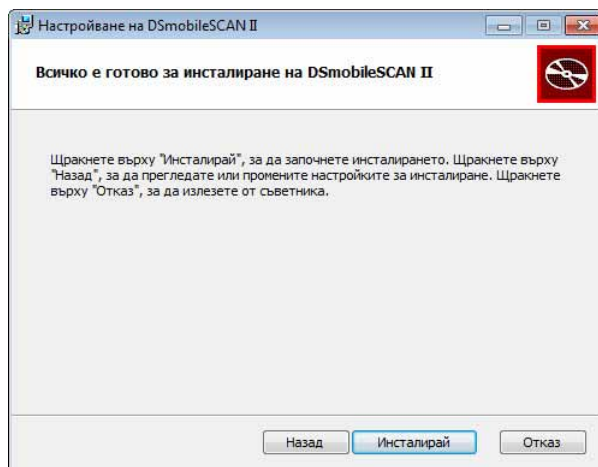 Настройване на DSmobileSCAN II
Всичко е готово за инсталиране на DSmobileSCAN II
Щракнете върху "Инсталирай", за да започнете инсталирането. Щракнете върху
"Назад", за да прегледате или промените настройките за инсталиране. Щракнете
върху "Отказ", за да излезете от съветника.
Назад
Инсталирай
Отказ